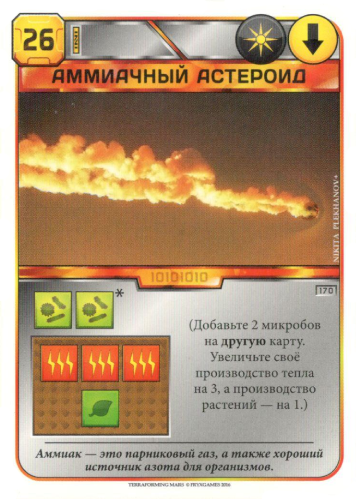 26
АММИАЧНЫЙ АСТЕРОИД
NIKITA PLEKHANOV*
10101010
170
*
(Добавьте 2 микробов
на другую карту.
Увеличьте своё
производство тепла
на 3, а производство
растений — на 1.)
Аммиак — это парниковый газ, а также хороший
источник азота для организмов.
TERRAFORMING MARS © FRYXGAMES 2016